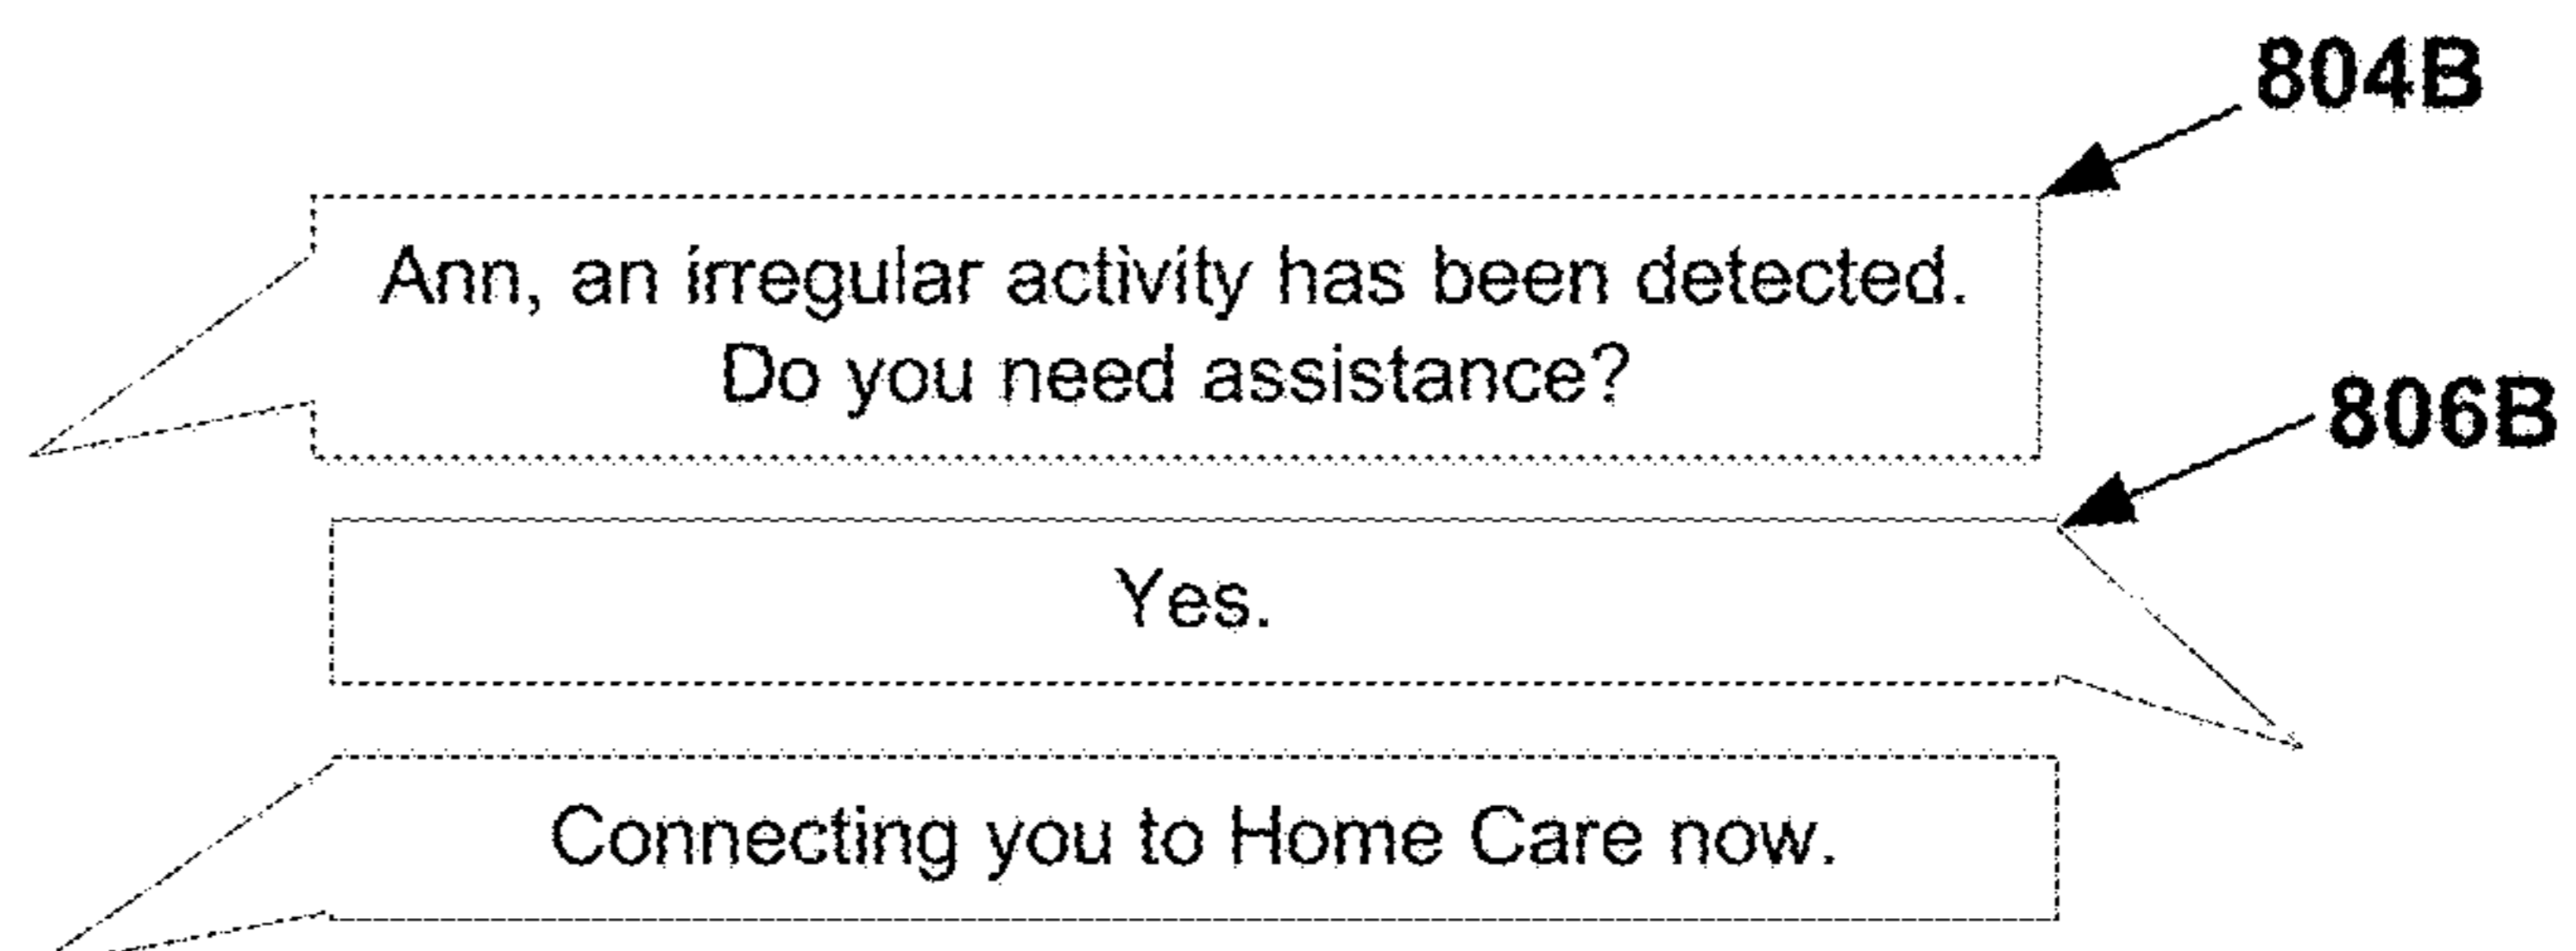 804B
Ann, an irregular activity has been detected.
Do you need assistance?
806B
Yes.
Connecting you to Home Care now.